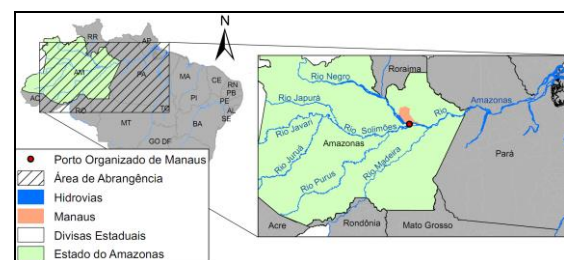 N
RR
AP
AM
PA
MA
CE
RN
PB
PE
AL
SE
PI
AC
RO
TO
MT
BA
GO DF
Porto Organizado de Manaus
Área de Abrangência
Hidrovias
Manaus
Divisas Estaduais
Estado do Amazonas
Roraima
Rio Negro
Rio Japurá
Rio Solimões
Rio
Amazonas
Rio Javari
Amazonas
Rio Juruá
Rio Purus
Rio Madeira
Pará
Acre
Rondônia
Mato Grosso